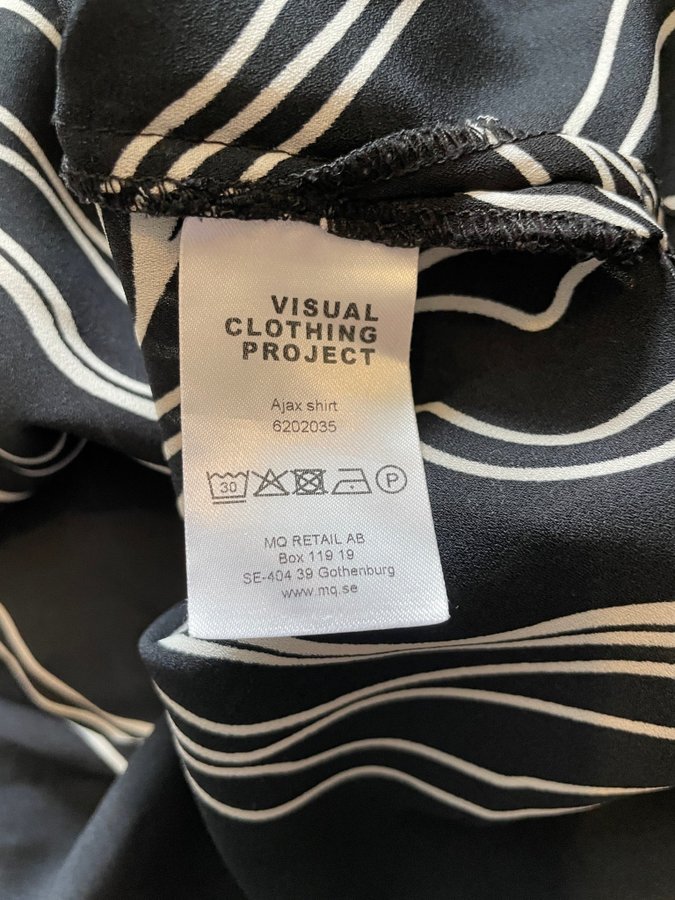 VISUAL
CLOTHING
PROJECT
Ajax shirt
6202035
30 P
MQ RETAIL AB
Box 119 19
SE-404 39 Gothenburg
www.mq.se